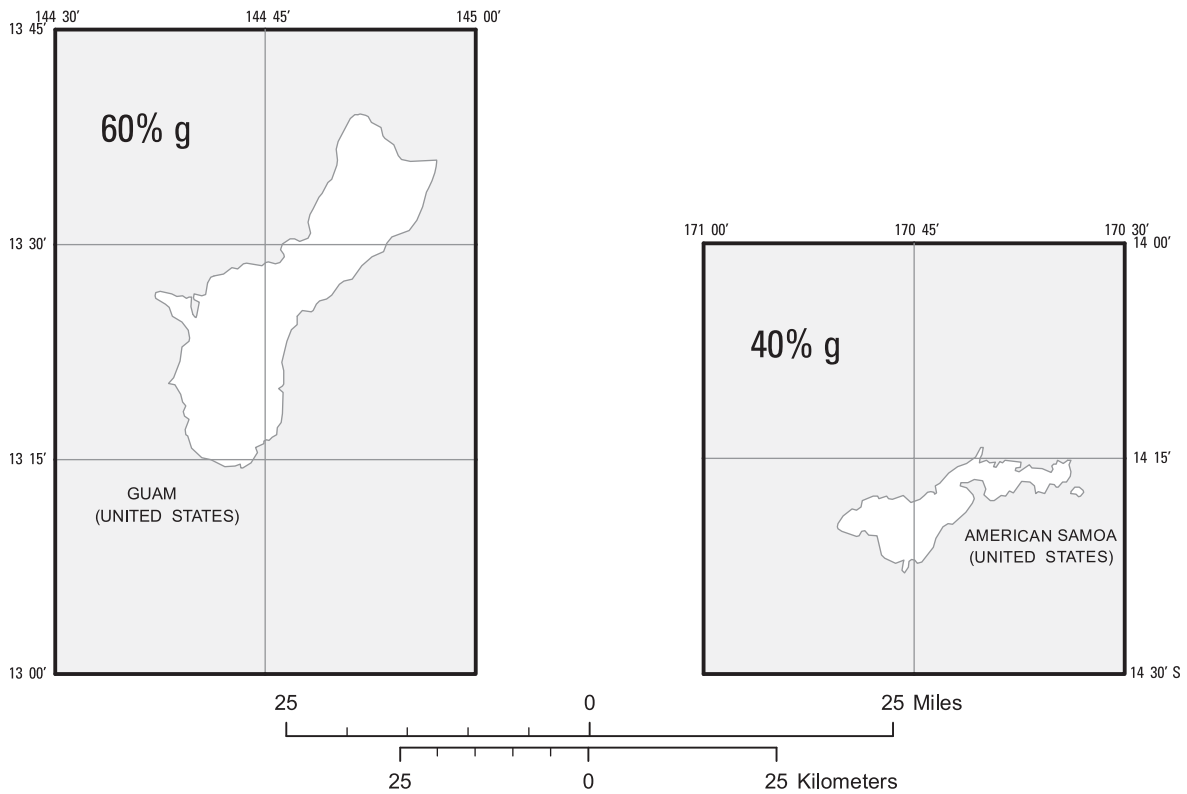 144 30′ 144 45′ 145 00′
13 45′
60% g
13 30′
13 15′
GUAM
(UNITED STATES)
13 00′
171 00′ 170 45′ 170 30′
14 00′
40% g
14 15′
AMERICAN SAMOA
(UNITED STATES)
14 30′ S
25 0 25 Miles
25 0 25 Kilometers